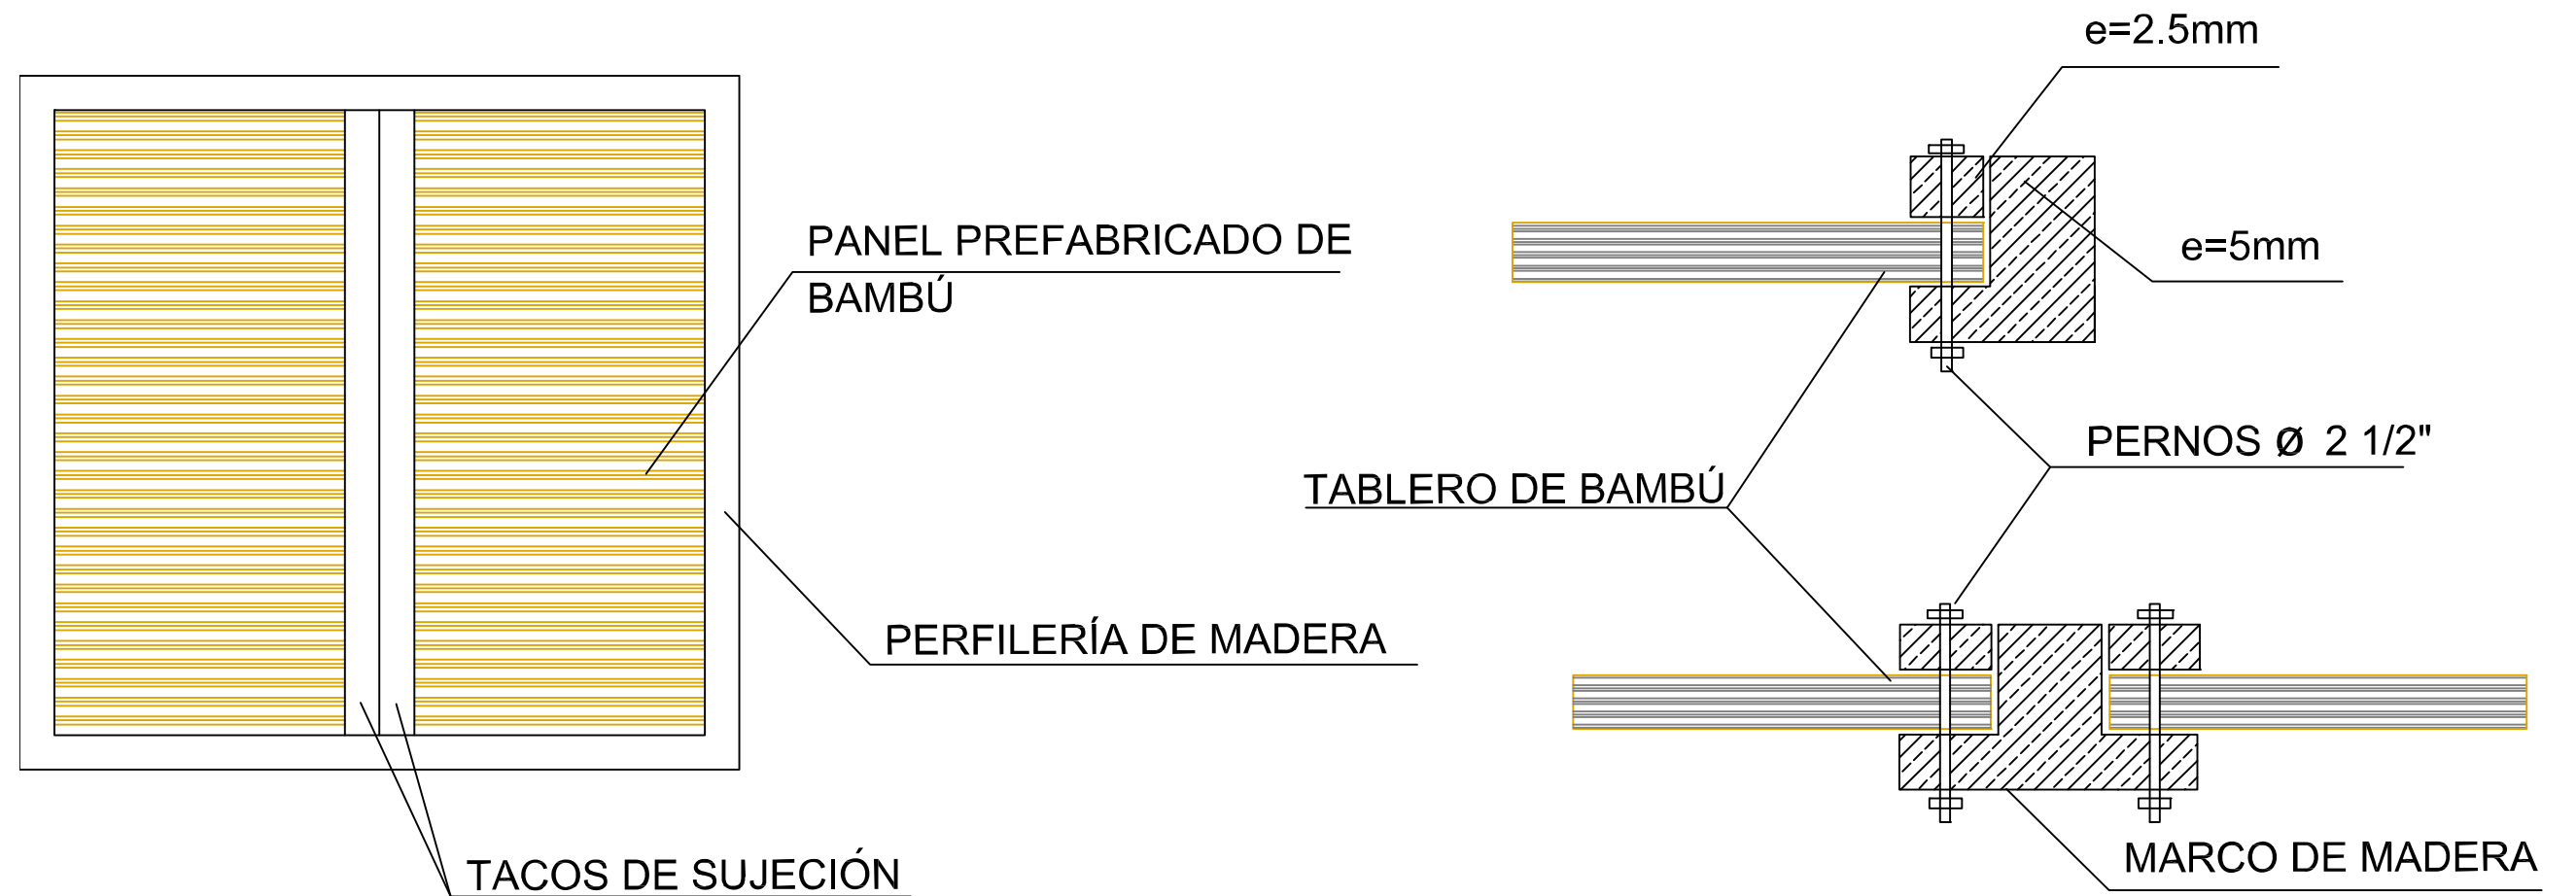 e=2.5mm
PANEL PREFABRICADO DE
BAMBÚ
e=5mm
PERNOS Ø 2 1/2"
TABLERO DE BAMBÚ
PERFILERÍA DE MADERA
MARCO DE MADERA
TACOS DE SUJECIÓN